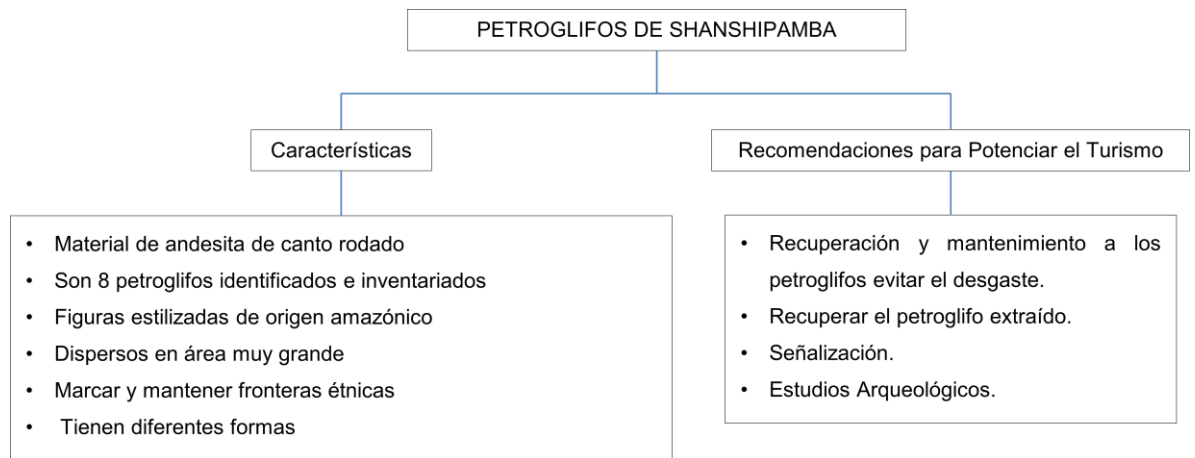 PETROGLIFOS DE SHANSHIPAMBA
Características
• Material de andesita de canto rodado
• Son 8 petroglifos identificados e inventariados
• Figuras estilizadas de origen amazónico
• Dispersos en área muy grande
• Marcar y mantener fronteras étnicas
• Tienen diferentes formas
Recomendaciones para Potenciar el Turismo
• Recuperación y mantenimiento a los
petroglifos evitar el desgaste.
• Recuperar el petroglifo extraído.
• Señalización.
• Estudios Arqueológicos.